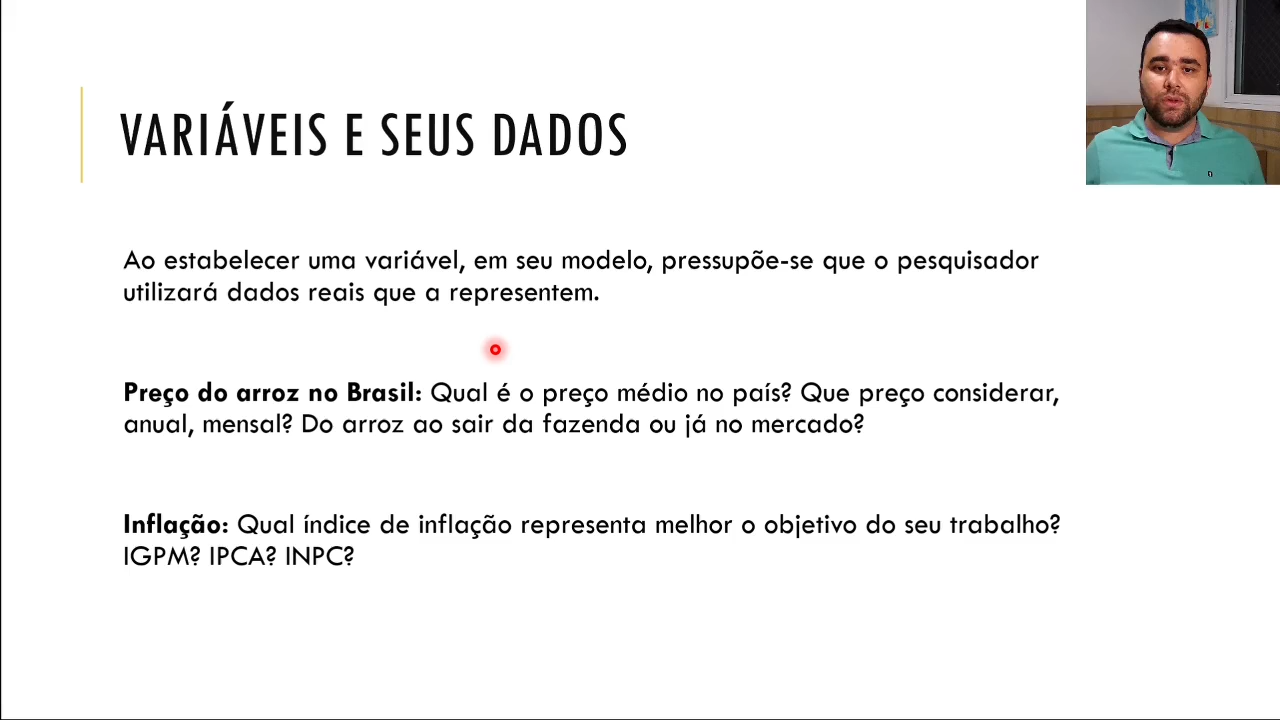 VARIÁVEIS E SEUS DADOS
Ao estabelecer uma variável, em seu modelo, pressupõe-se que o pesquisador
utilizará dados reais que a representem.
Preço do arroz no Brasil: Qual é o preço médio no país? Que preço considerar,
anual, mensal? Do arroz ao sair da fazenda ou já no mercado?
Inflação: Qual índice de inflação representa melhor o objetivo do seu trabalho?
IGPM? IPCA? INPC?